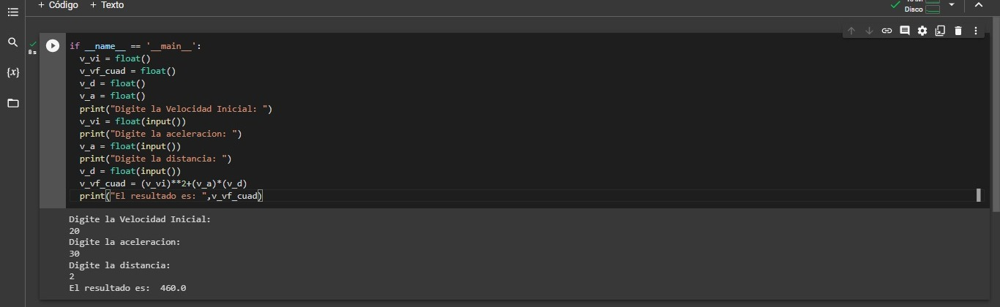 + Código + Texto
Disco
if __name__ == '__main__':
v_vi = float()
v_vf_cuad = float()
v_d = float()
v_a = float()
print("Digite la Velocidad Inicial: ")
v_vi = float(input())
print("Digite la aceleracion: ")
v_a = float(input())
print("Digite la distancia: ")
v_d = float(input())
v_vf_cuad = (v_vi)**2+(v_a)*(v_d)
print("El resultado es: ",v_vf_cuad)
8s
{x}
Digite la Velocidad Inicial:
20
Digite la aceleracion:
30
Digite la distancia:
2
El resultado es:  460.0